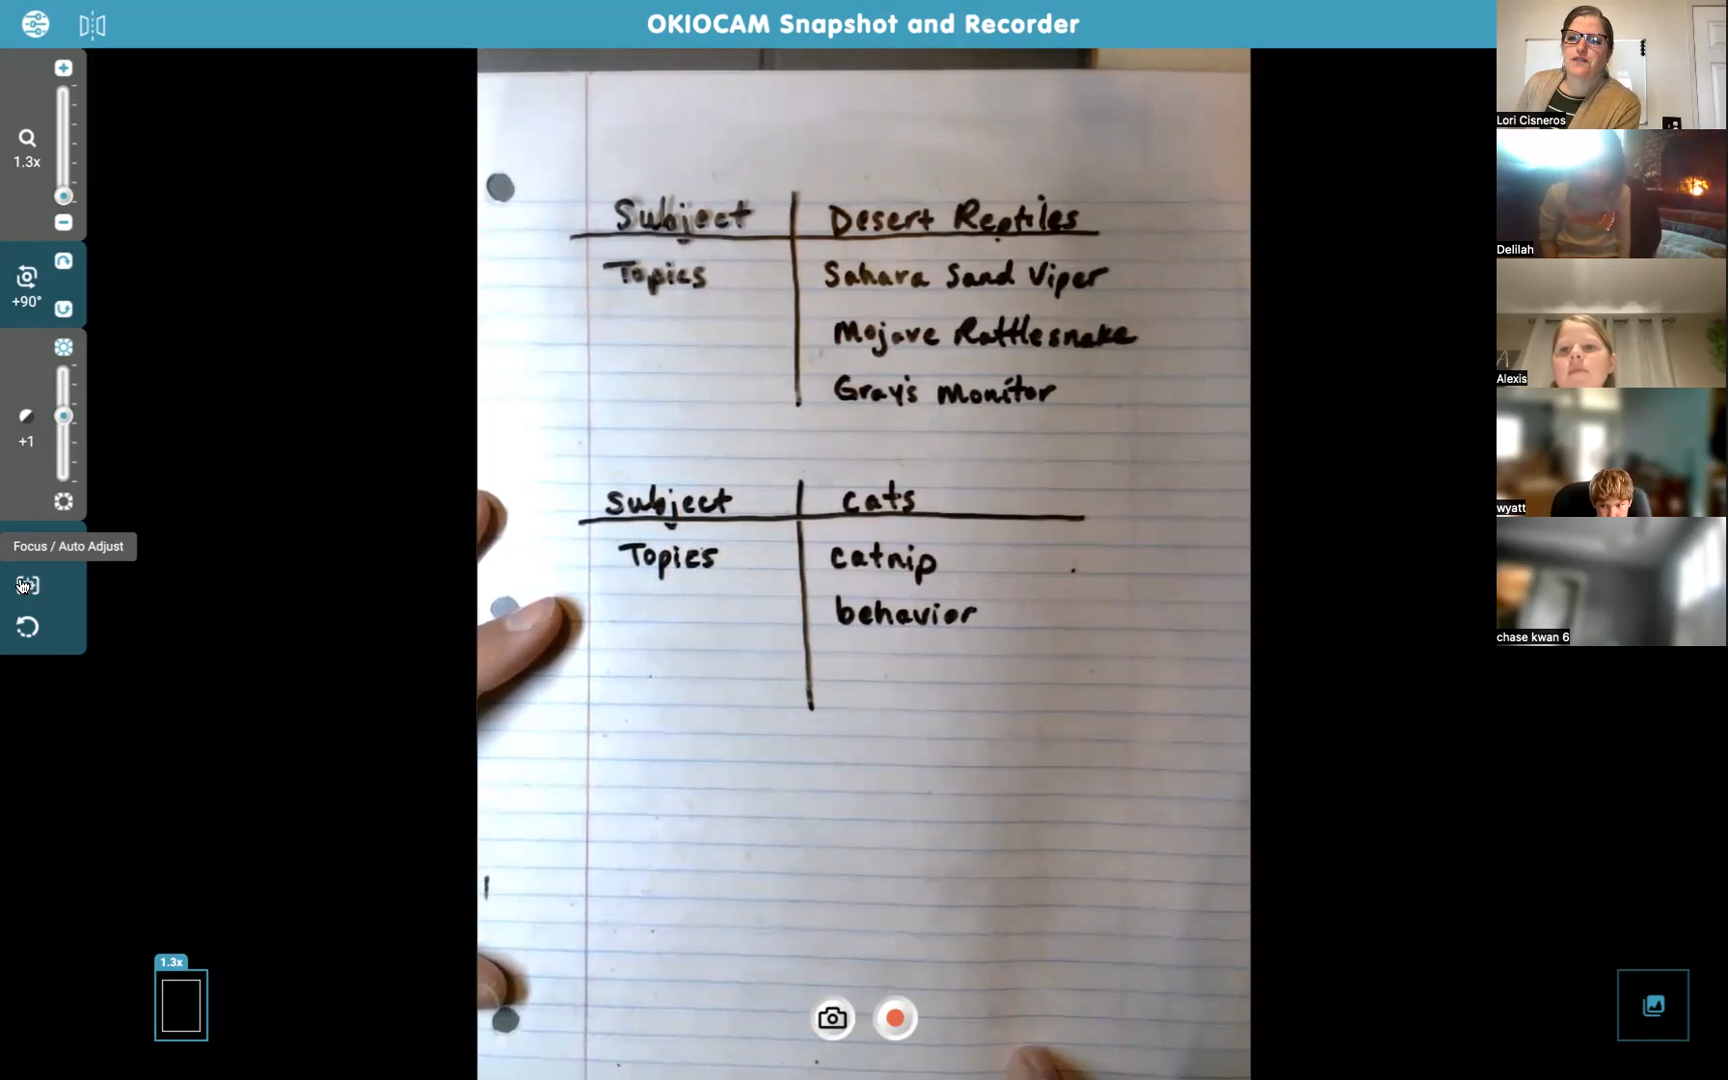 OKIOCAM Snapshot and Recorder
1.3x
+90°
+1
Focus / Auto Adjust
Subject Desert Reptiles
Topics Sahara Sand Viper
Mojave Rattlesnake
Gray's Monitor
Subject Cats
Topics catnip
behavior
1.3x
Lori Cisneros
Delilah
Alexis
wyatt
chase kwan 6